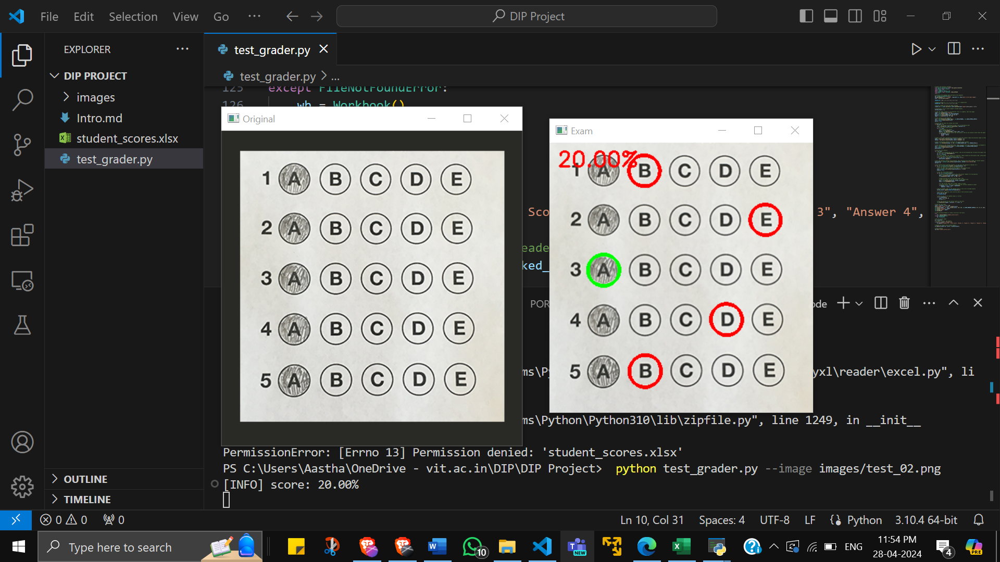 File Edit Selection View Go ... DIP Project
EXPLORER
DIP PROJECT
images
Intro.md
student_scores.xlsx
test_grader.py
OUTLINE
TIMELINE
test_grader.py
test_grader.py > ...
125 except FileNotFoundError:
126 wb = Workbook()
Sco 3", "Answer 4",
eade
ked_
Original
1 A B C D E
2 A B C D E
3 A B C D E
4 A B C D E
5 A B C D E
Exam
20.00%
1 A B C D E
2 A B C D E
3 A B C D E
4 A B C D E
5 A B C D E
POR ode
ms\Py yxl\reader\excel.py", li
ms\Python\Python310\lib\zipfile.py", line 1249, in __init__
PermissionError: [Errno 13] Permission denied: 'student_scores.xlsx'
PS C:\Users\Aastha\OneDrive - vit.ac.in\DIP\DIP Project> python test_grader.py --image images/test_02.png
[INFO] score: 20.00%
0 0 0 Ln 10, Col 31 Spaces: 4 UTF-8 LF Python 3.10.4 64-bit
Type here to search
10
NEW
ENG
11:54 PM
28-04-2024
4
PRE